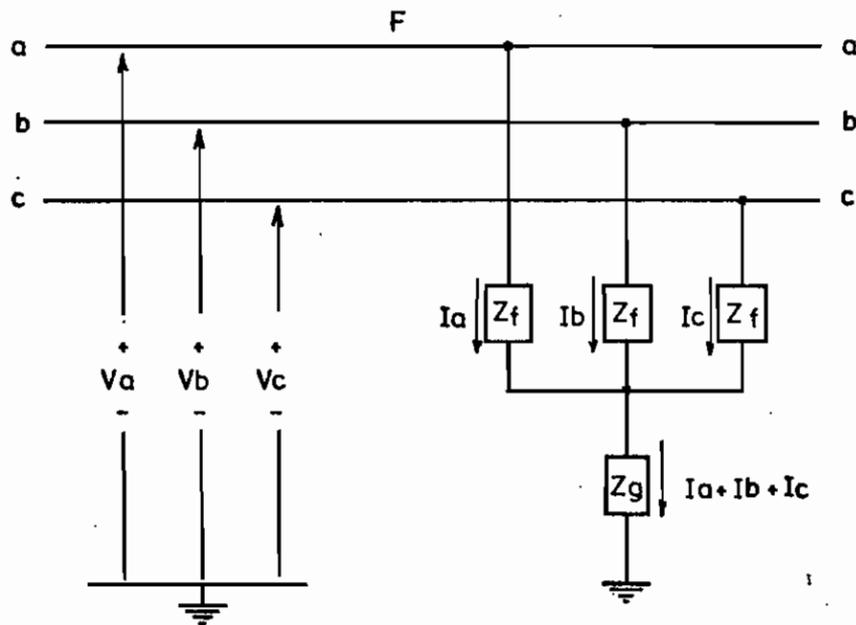 F
a a
b b
c c
Ia Zf Ib Zf Ic Zf
+ + +
Va Vb Vc
- - -
Zg Ia+Ib+Ic